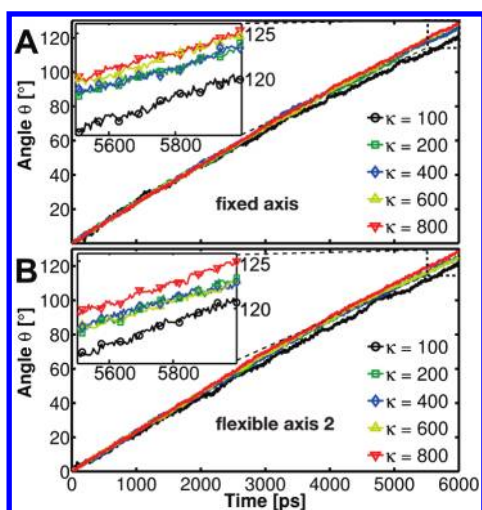 A
120
100
80
60
40
20
Angle θ [°]
125
120
5600
5800
κ = 100
κ = 200
κ = 400
κ = 600
κ = 800
fixed axis
B
120
100
80
60
40
20
0
Angle θ [°]
125
120
5600
5800
κ = 100
κ = 200
κ = 400
κ = 600
κ = 800
flexible axis 2
0
1000
2000
3000
4000
5000
6000
Time [ps]